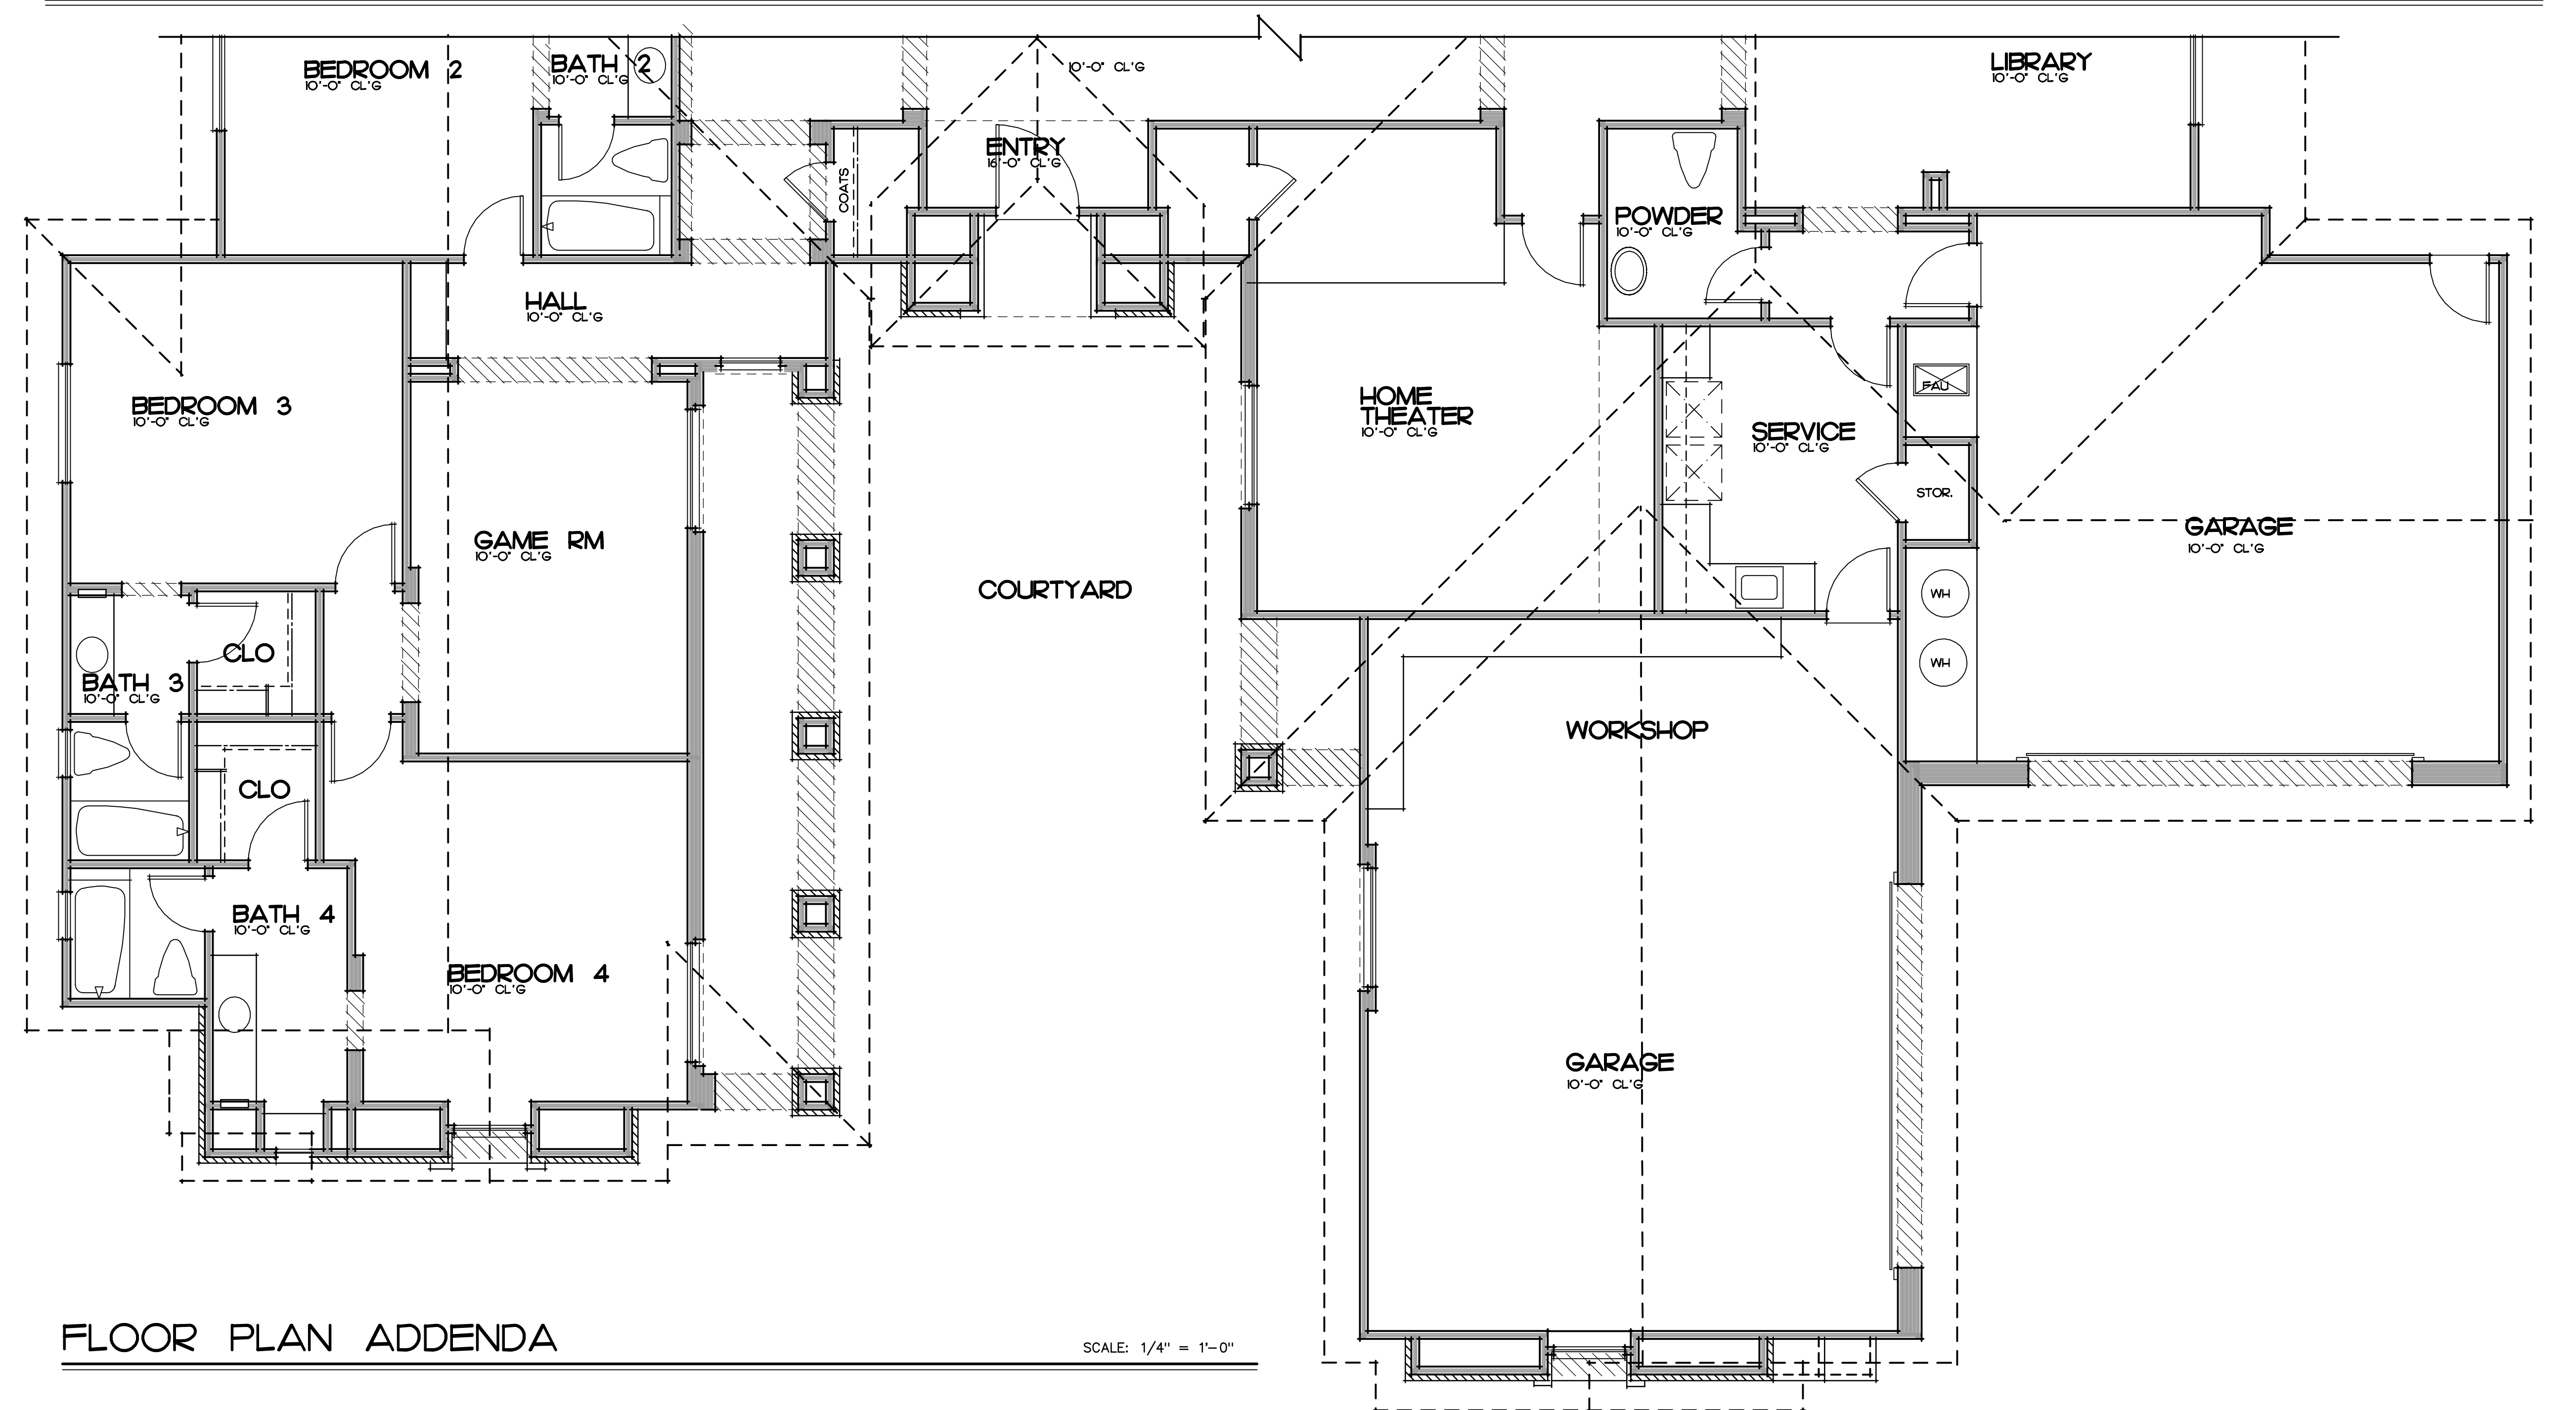 BEDROOM 2
10'-0" CL'G
BATH 2
10'-0" CL'G
10'-0" CL'G
LIBRARY
10'-0" CL'G
ENTRY
16'-0" CL'G
COATS
POWDER
10'-0" CL'G
HALL
10'-0" CL'G
BEDROOM 3
10'-0" CL'G
HOME
THEATER
10'-0" CL'G
FAU
SERVICE
10'-0" CL'G
STOR.
GAME RM
10'-0" CL'G
GARAGE
10'-0" CL'G
COURTYARD
WH
WH
CLO
BATH 3
10'-0" CL'G
WORKSHOP
CLO
BATH 4
10'-0" CL'G
BEDROOM 4
10'-0" CL'G
GARAGE
10'-0" CL'G
FLOOR PLAN ADDENDA
SCALE: 1/4" = 1'-0"